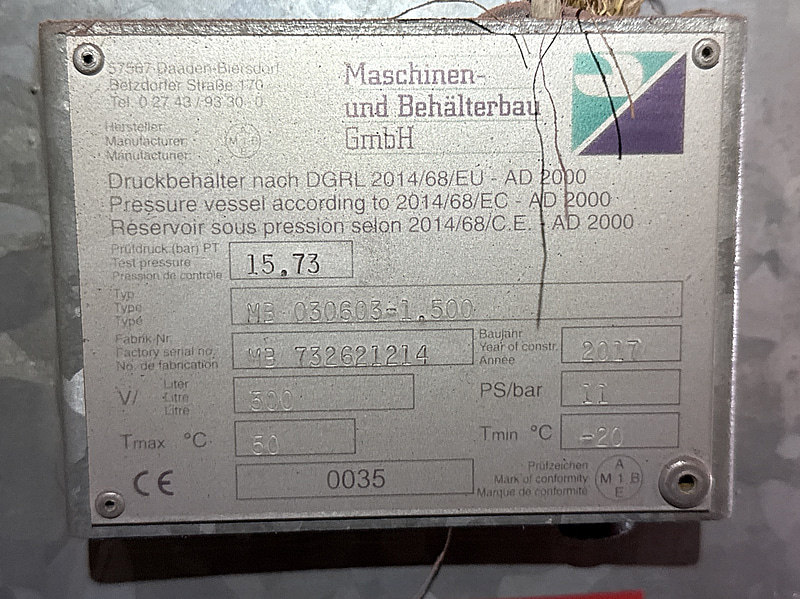 57567 Daaden-Biersdorf
Betzdorfer Straße 170
Tel. 0 27 43 / 93 30 0
Maschinen-
und Behälterbau
GmbH
Hersteller
Manufacturer
Manufacturier
Druckbehälter nach DGRL 2014/68/EU - AD 2000
Pressure vessel according to 2014/68/EC - AD 2000
Réservoir sous pression selon 2014/68/C.E. - AD 2000
Prüfdruck (bar) PT
Test pressure
Pression de contrôle
15.73
Typ
Type
Type
MB 030603-1.500
Fabrik-Nr.
Factory serial no.
No. de fabrication
MB 732621214
Baujahr
Year of constr.
Année
2017
V/
Liter
Litre
Litre
500
PS/bar
11
Tmax °C
50
Tmin °C
-20
CE
0035
Prüfzeichen
Mark of conformity
Marque de conformité
A
M 1 B
E